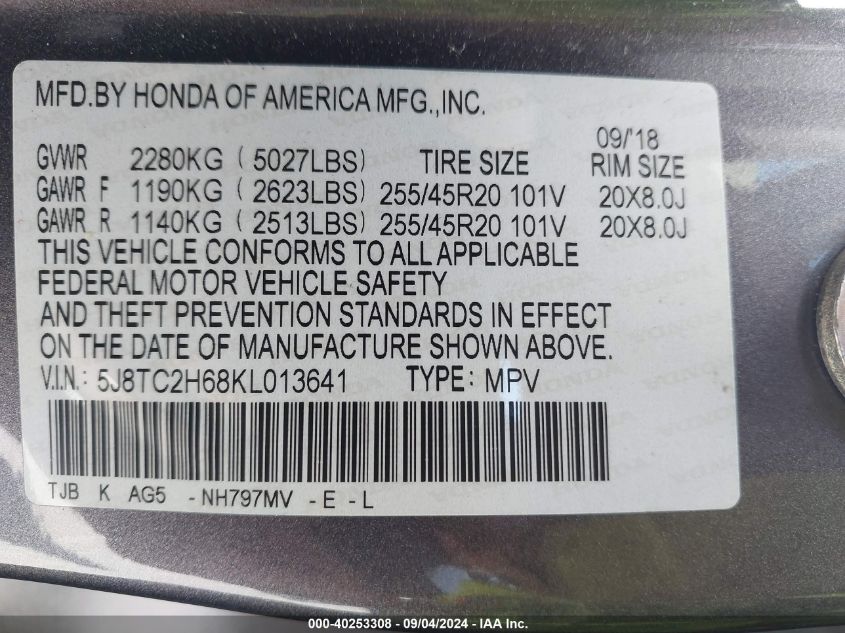 MFD.BY HONDA OF AMERICA MFG.,INC.
09/'18
GVWR 2280KG ( 5027LBS) TIRE SIZE RIM SIZE
GAWR F 1190KG ( 2623LBS) 255/45R20 101V 20X8.0J
GAWR R 1140KG ( 2513LBS) 255/45R20 101V 20X8.0J
THIS VEHICLE CONFORMS TO ALL APPLICABLE
FEDERAL MOTOR VEHICLE SAFETY
AND THEFT PREVENTION STANDARDS IN EFFECT
ON THE DATE OF MANUFACTURE SHOWN ABOVE.
V.I.N.: 5J8TC2H68KL013641 TYPE: MPV
TJB K AG5 -NH797MV -E -L
000-40253308 - 09/04/2024 - IAA Inc.